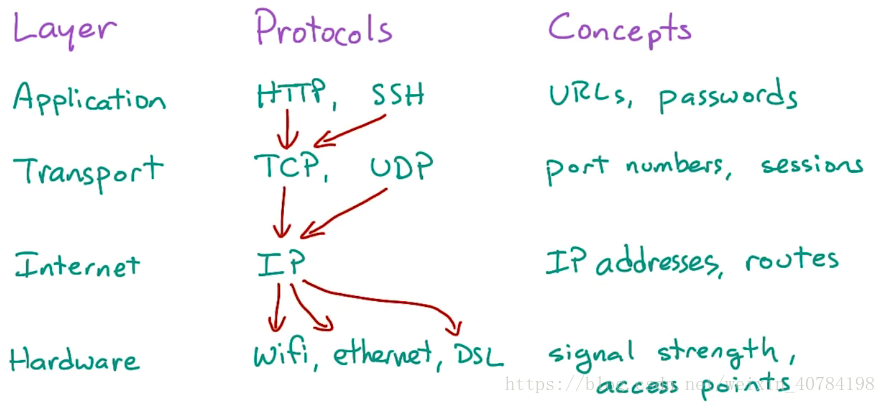 Layer Protocols Concepts
Application HTTP, SSH URLs, passwords
Transport TCP, UDP port numbers, sessions
Internet IP IP addresses, routes
Hardware Wifi, ethernet, DSL signal strength,
access points
https://blog.csdn.net/weixin_40784198